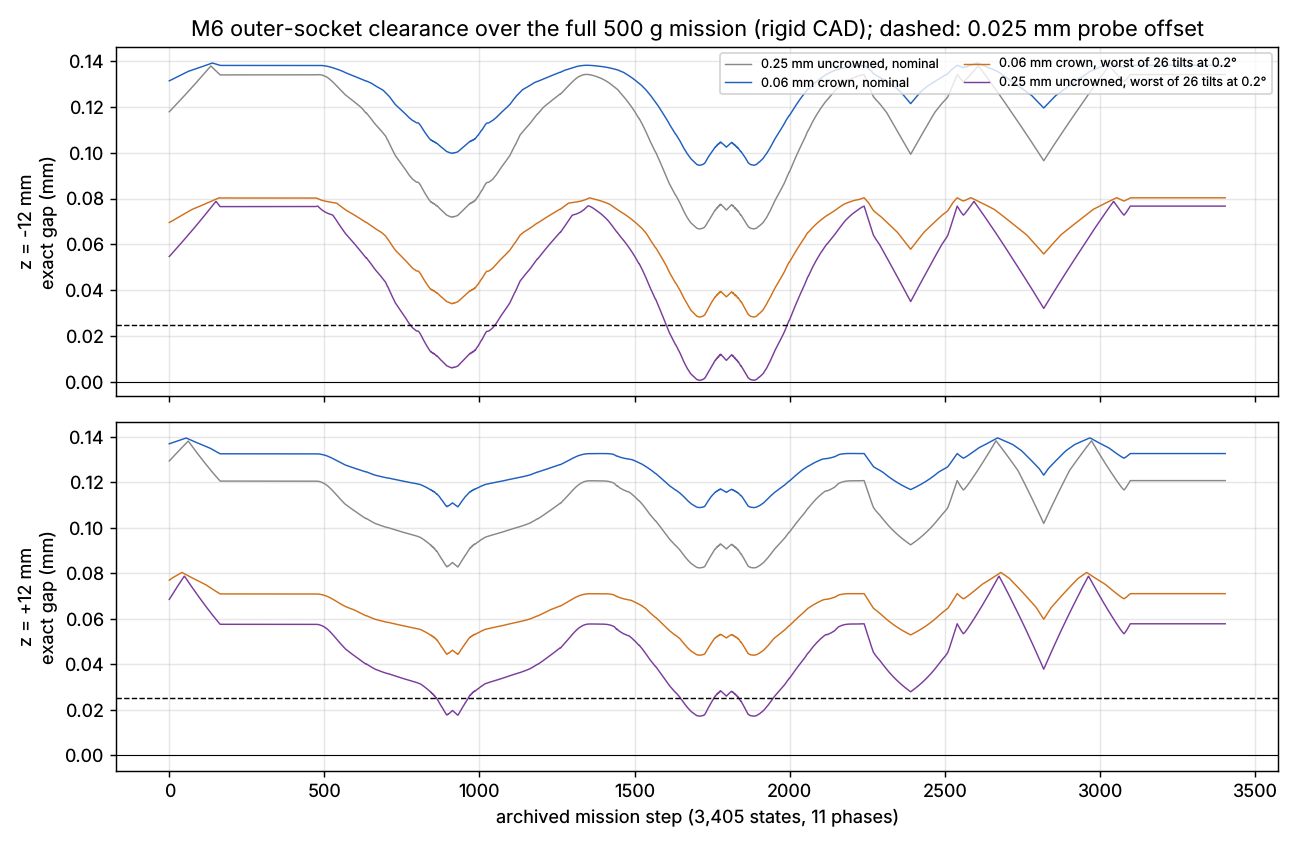 M6 outer-socket clearance over the full 500 g mission (rigid CAD); dashed: 0.025 mm probe offset
0.25 mm uncrowned, nominal
0.06 mm crown, nominal
0.06 mm crown, worst of 26 tilts at 0.2°
0.25 mm uncrowned, worst of 26 tilts at 0.2°
z = -12 mm
exact gap (mm)
0.14
0.12
0.10
0.08
0.06
0.04
0.02
0.00
z = +12 mm
exact gap (mm)
0.14
0.12
0.10
0.08
0.06
0.04
0.02
0.00
0 500 1000 1500 2000 2500 3000 3500
archived mission step (3,405 states, 11 phases)